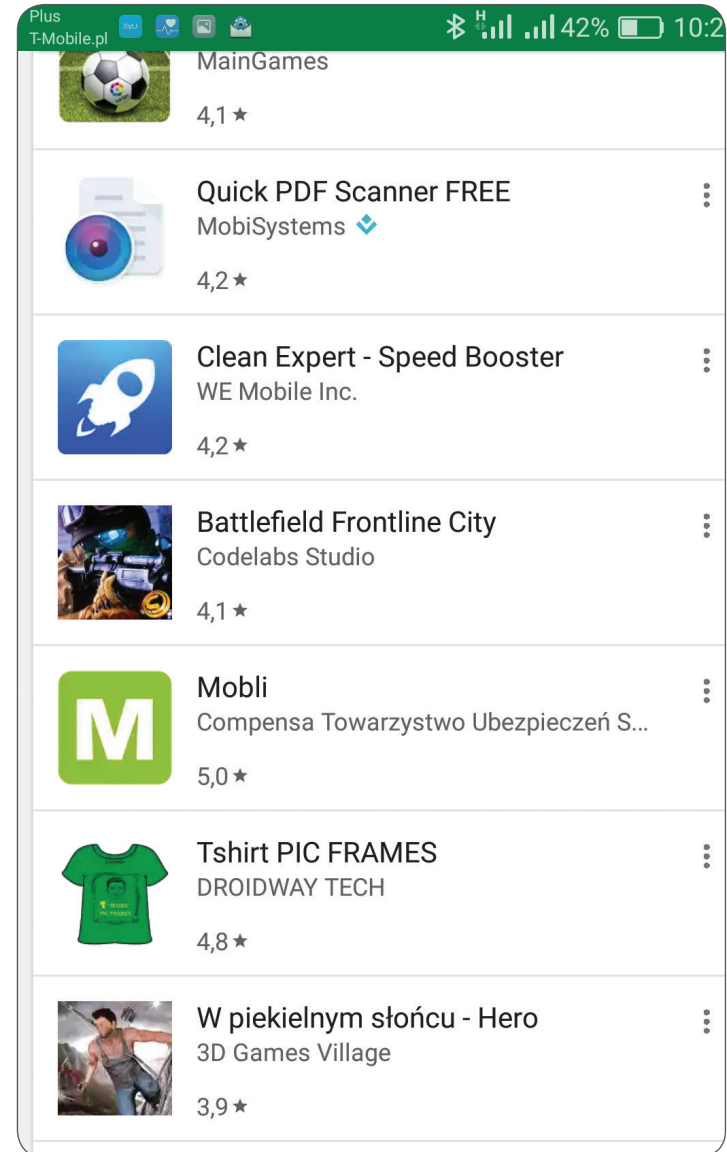 Plus
T-Mobile.pl
H
42%
10:2
MainGames
4,1
Quick PDF Scanner FREE
MobiSystems
4,2
Clean Expert - Speed Booster
WE Mobile Inc.
4,2
Battlefield Frontline City
Codelabs Studio
4,1
M
Mobli
Compensa Towarzystwo Ubezpieczeń S...
5,0
Tshirt PIC FRAMES
DROIDWAY TECH
4,8
W piekielnym słońcu - Hero
3D Games Village
3,9